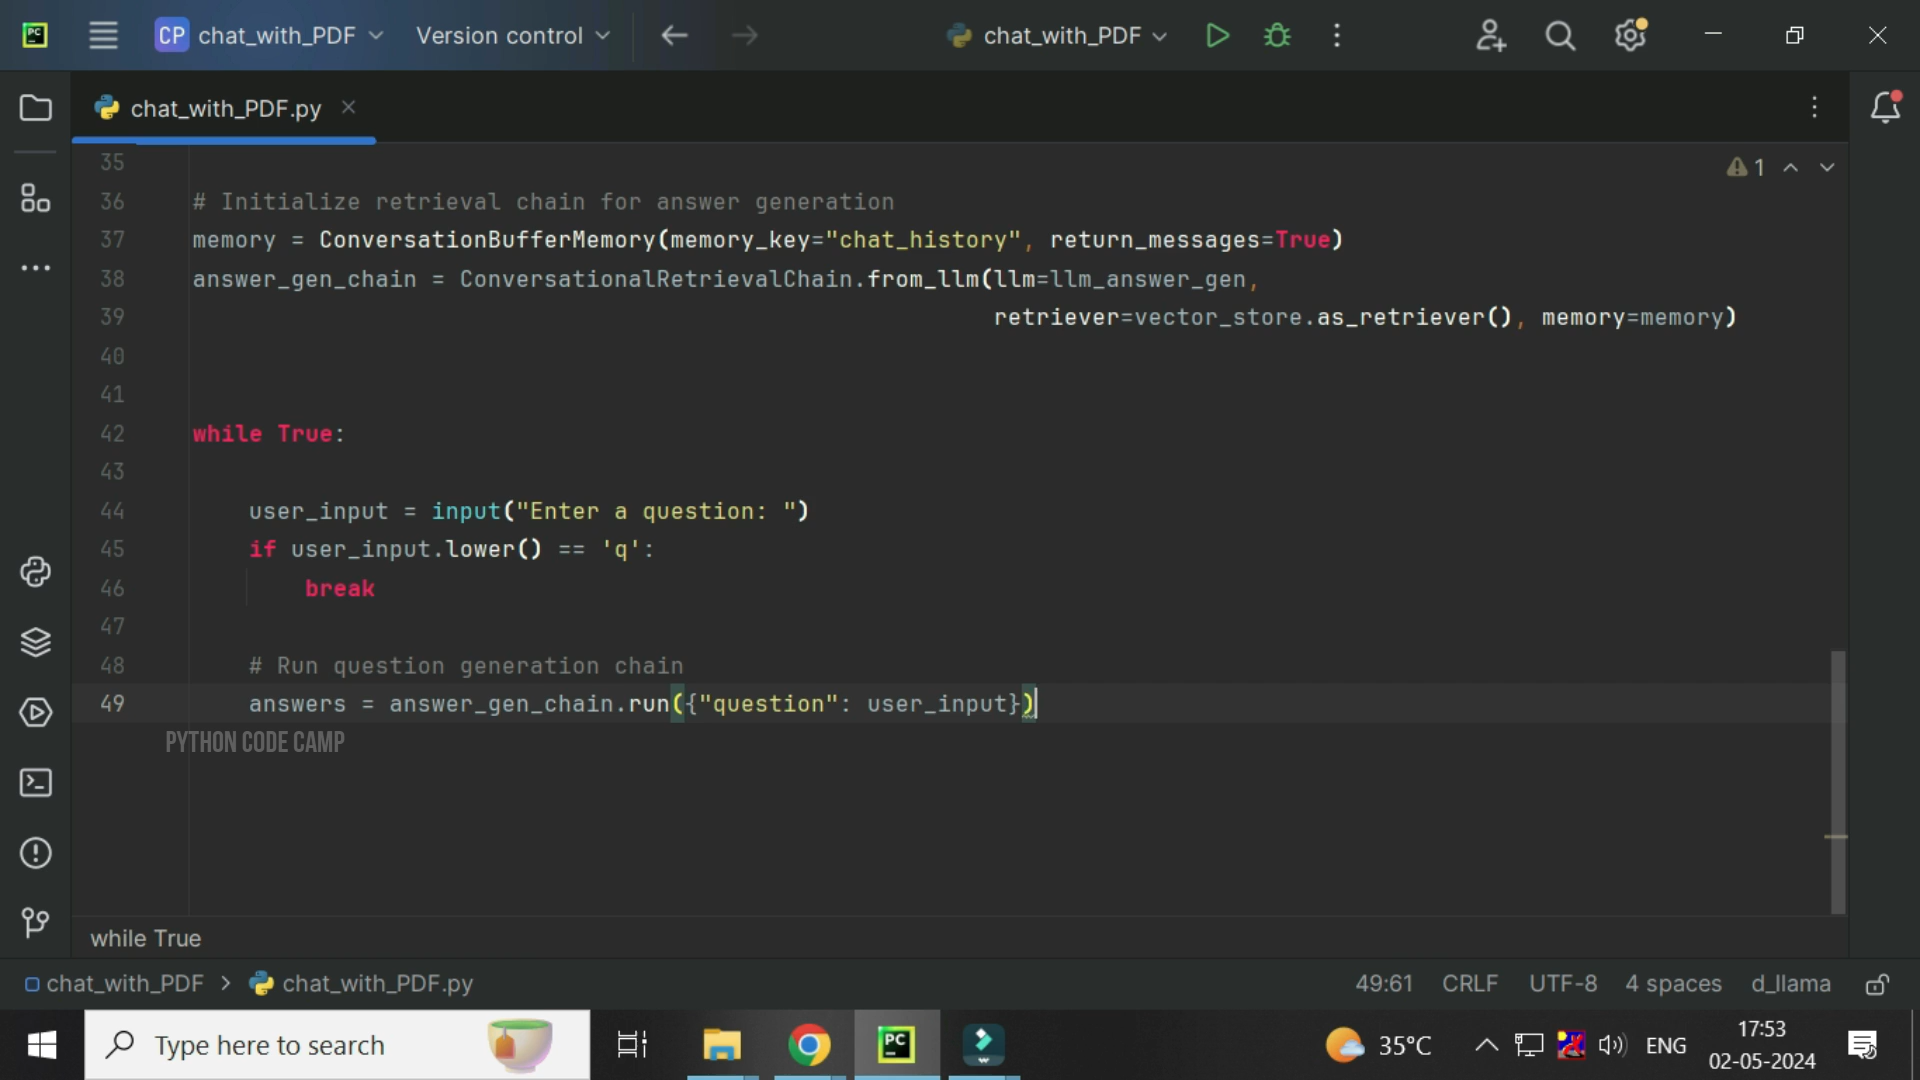 PC
CP chat_with_PDF
Version control
chat_with_PDF
chat_with_PDF.py
1
35
36 # Initialize retrieval chain for answer generation
37 memory = ConversationBufferMemory(memory_key="chat_history", return_messages=True)
38 answer_gen_chain = ConversationalRetrievalChain.from_llm(llm=llm_answer_gen,
39 retriever=vector_store.as_retriever(), memory=memory)
40
41
42 while True:
43
44 user_input = input("Enter a question: ")
45 if user_input.lower() == 'q':
46 break
47
48 # Run question generation chain
49 answers = answer_gen_chain.run({"question": user_input})
PYTHON CODE CAMP
while True
chat_with_PDF > chat_with_PDF.py
49:61 CRLF UTF-8 4 spaces d_llama
Type here to search
PC
35°C
ENG
17:53
02-05-2024